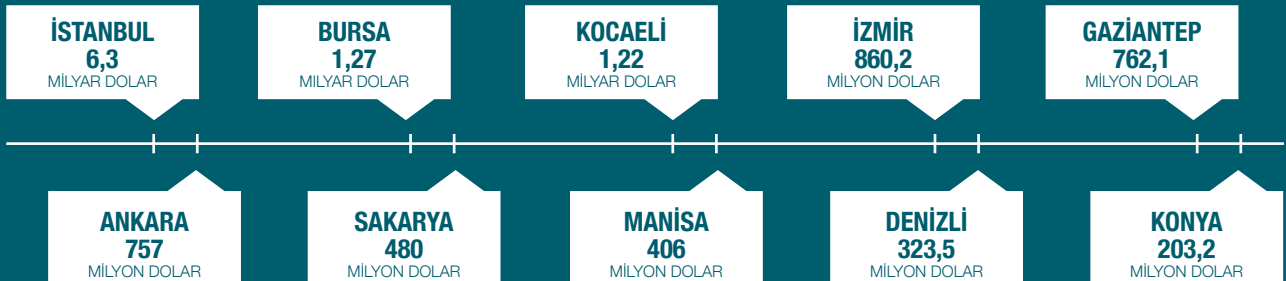 İSTANBUL
6,3
MİLYAR DOLAR
BURSA
1,27
MILYAR DOLAR
KOCAELİ
1,22
MİLYAR DOLAR
İZMİR
860,2
MİLYON DOLAR
GAZİANTEP
762,1
MİLYON DOLAR
ANKARA
757
MİLYON DOLAR
SAKARYA
480
MİLYON DOLAR
MANİSA
406
MİLYON DOLAR
DENİZLİ
323,5
MİLYON DOLAR
KONYA
203,2
MİLYON DOLAR